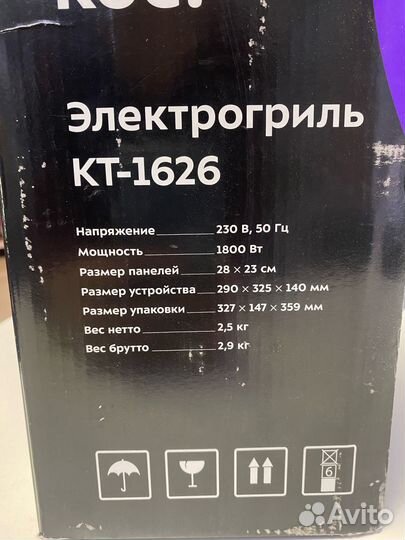 Электрогриль
КТ-1626
Напряжение 230 В, 50 Гц
Мощность 1800 Вт
Размер панелей 28 × 23 см
Размер устройства 290 × 325 × 140 мм
Размер упаковки 327 × 147 × 359 мм
Вес нетто 2,5 кг
Вес брутто 2,9 кг
6
Avito